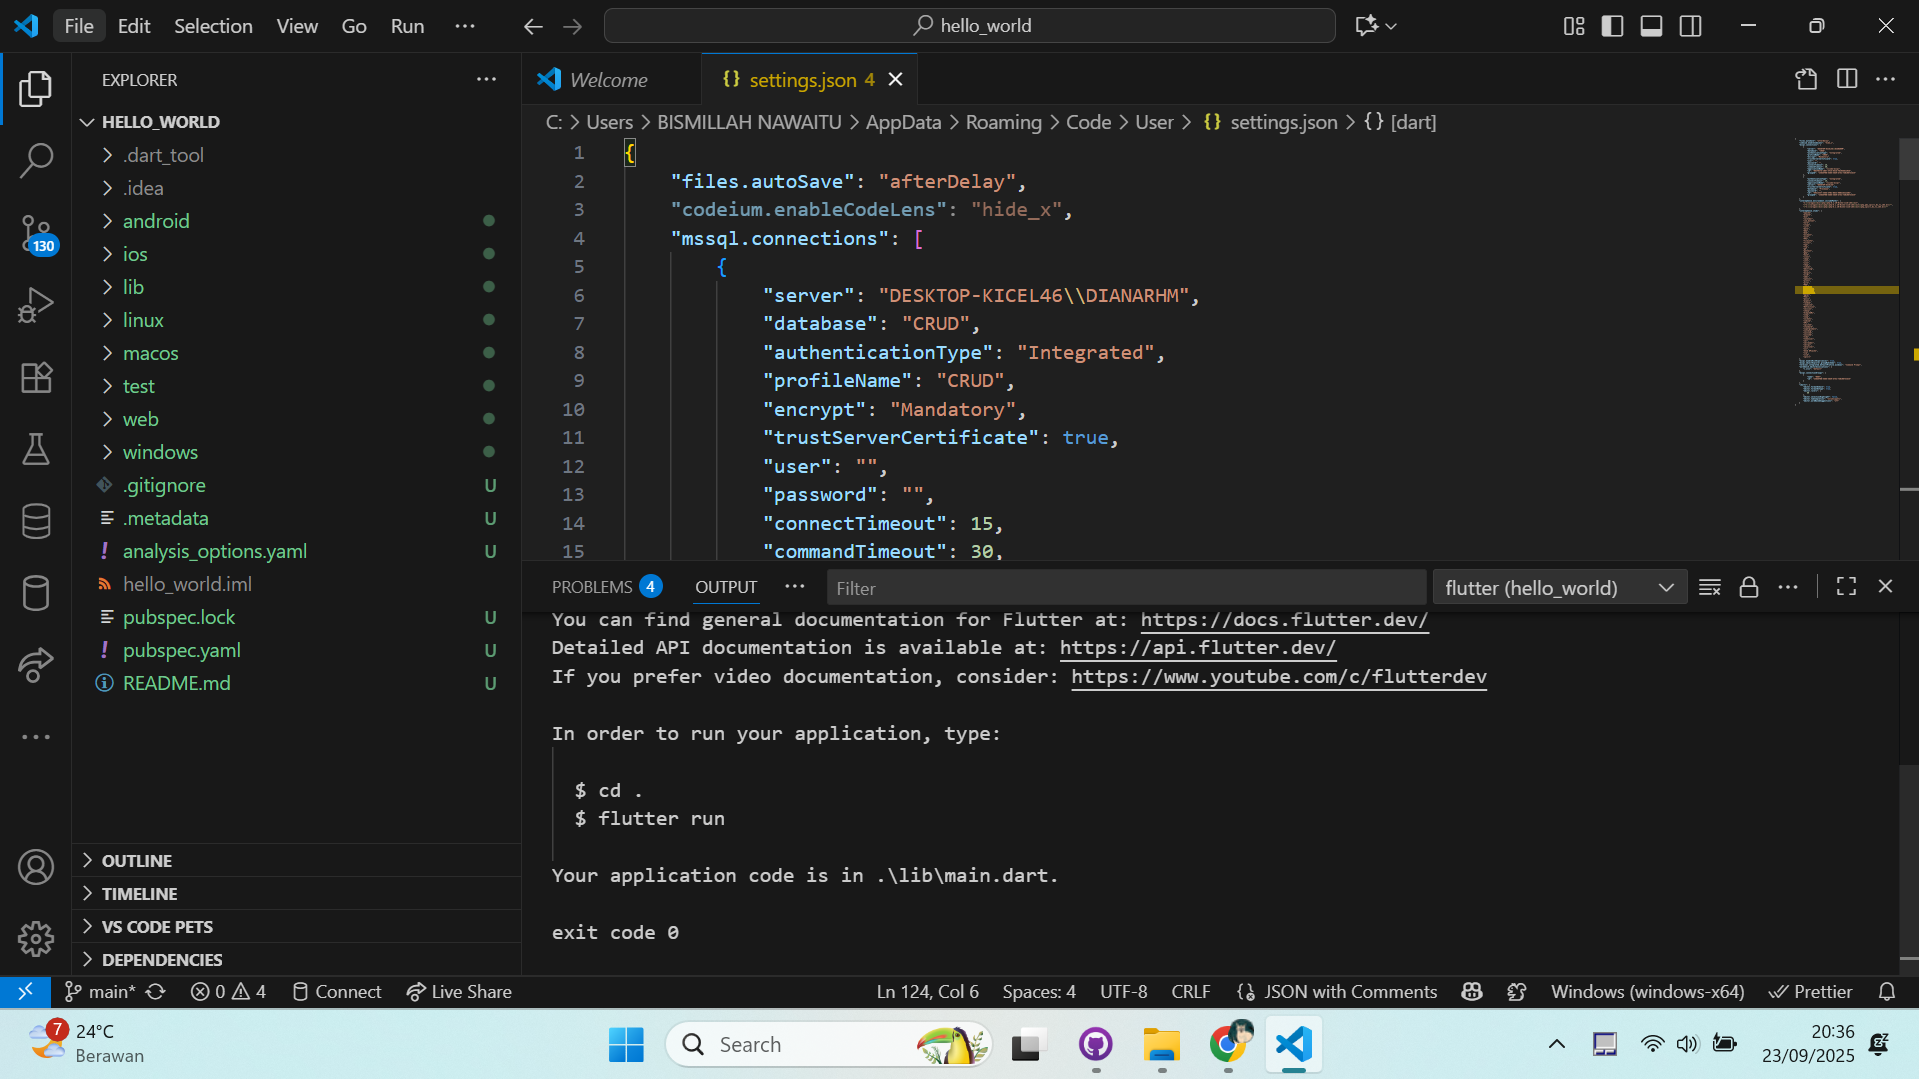 File Edit Selection View Go Run ··· hello_world
EXPLORER
HELLO_WORLD
.dart_tool
.idea
android
ios
lib
linux
macos
test
web
windows
.gitignore U
.metadata U
analysis_options.yaml U
hello_world.iml
pubspec.lock U
pubspec.yaml U
README.md U
130
OUTLINE
TIMELINE
VS CODE PETS
DEPENDENCIES
Welcome
{} settings.json 4
C: > Users > BISMILLAH NAWAITU > AppData > Roaming > Code > User > {} settings.json > {} [dart]
1 {
2 "files.autoSave": "afterDelay",
3 "codeium.enableCodeLens": "hide_x",
4 "mssql.connections": [
5 {
6 "server": "DESKTOP-KICEL46\\DIANARHM",
7 "database": "CRUD",
8 "authenticationType": "Integrated",
9 "profileName": "CRUD",
10 "encrypt": "Mandatory",
11 "trustServerCertificate": true,
12 "user": "",
13 "password": "",
14 "connectTimeout": 15,
15 "commandTimeout": 30,
PROBLEMS 4 OUTPUT ··· Filter flutter (hello_world)
You can find general documentation for Flutter at: https://docs.flutter.dev/
Detailed API documentation is available at: https://api.flutter.dev/
If you prefer video documentation, consider: https://www.youtube.com/c/flutterdev
In order to run your application, type:
$ cd .
$ flutter run
Your application code is in .\lib\main.dart.
exit code 0
main* 0 4 Connect Live Share Ln 124, Col 6 Spaces: 4 UTF-8 CRLF JSON with Comments Windows (windows-x64) Prettier
7 24°C
Berawan
Search
20:36
23/09/2025